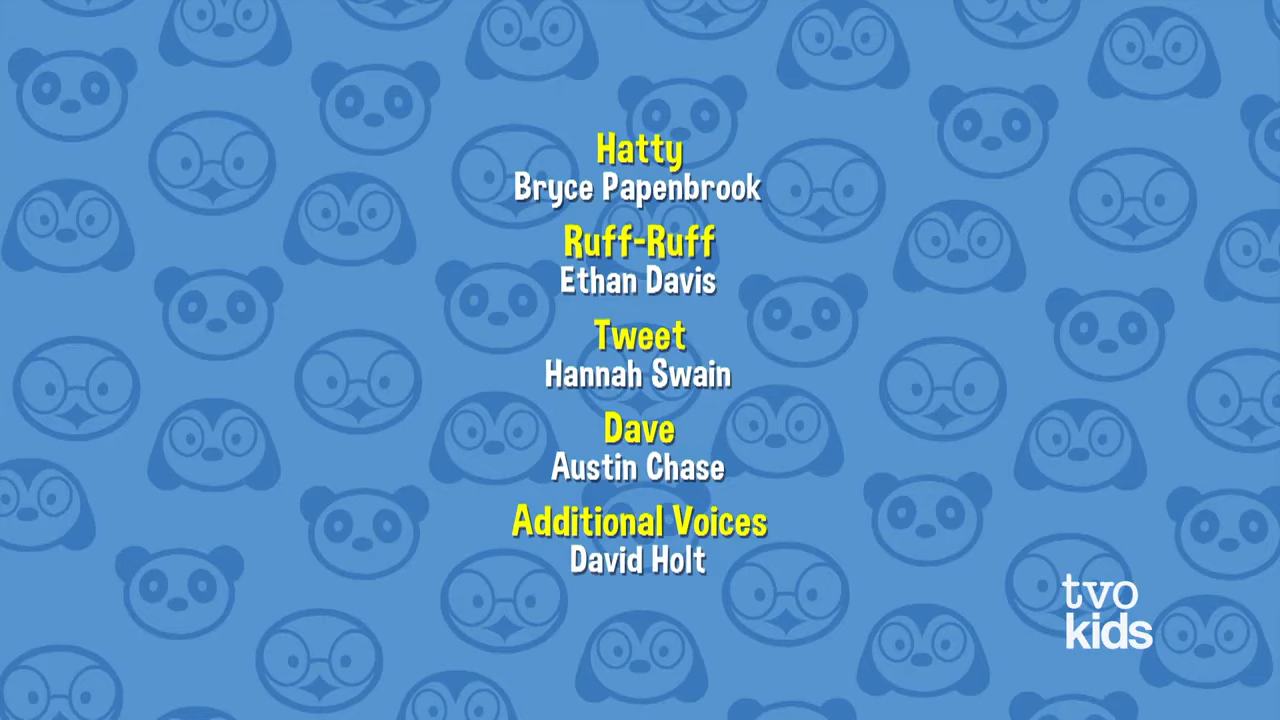 Hatty
Bryce Papenbrook
Ruff-Ruff
Ethan Davis
Tweet
Hannah Swain
Dave
Austin Chase
Additional Voices
David Holt
tvo
kids